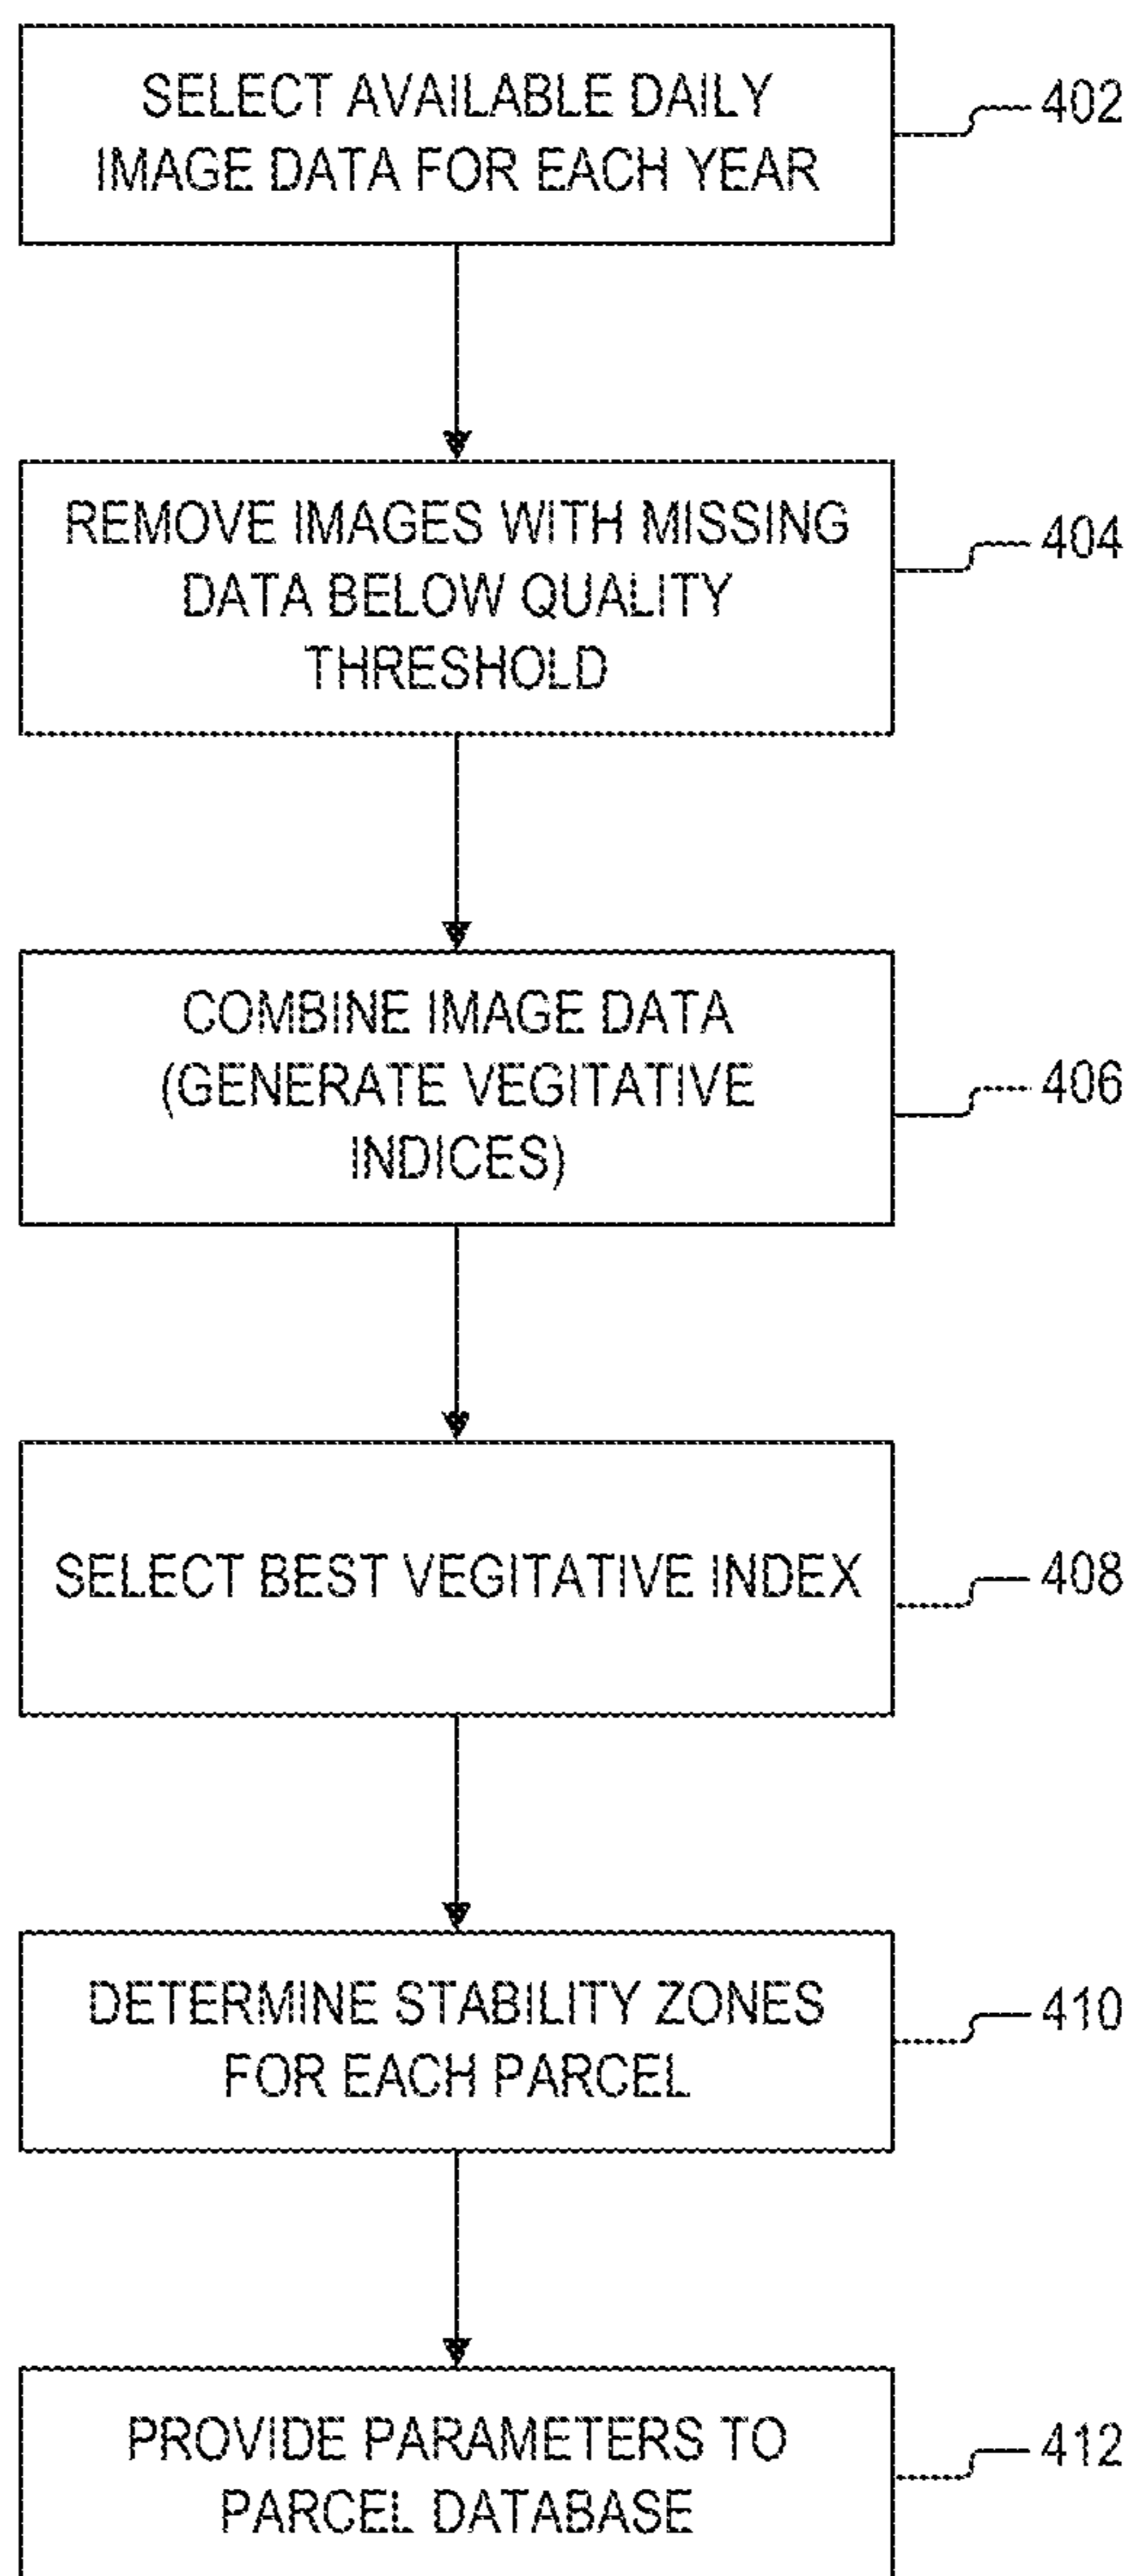 SELECT AVAILABLE DAILY
IMAGE DATA FOR EACH YEAR
402
REMOVE IMAGES WITH MISSING
DATA BELOW QUALITY
THRESHOLD
404
COMBINE IMAGE DATA
(GENERATE VEGITATIVE
INDICES)
406
SELECT BEST VEGITATIVE INDEX
408
DETERMINE STABILITY ZONES
FOR EACH PARCEL
410
PROVIDE PARAMETERS TO
PARCEL DATABASE
412